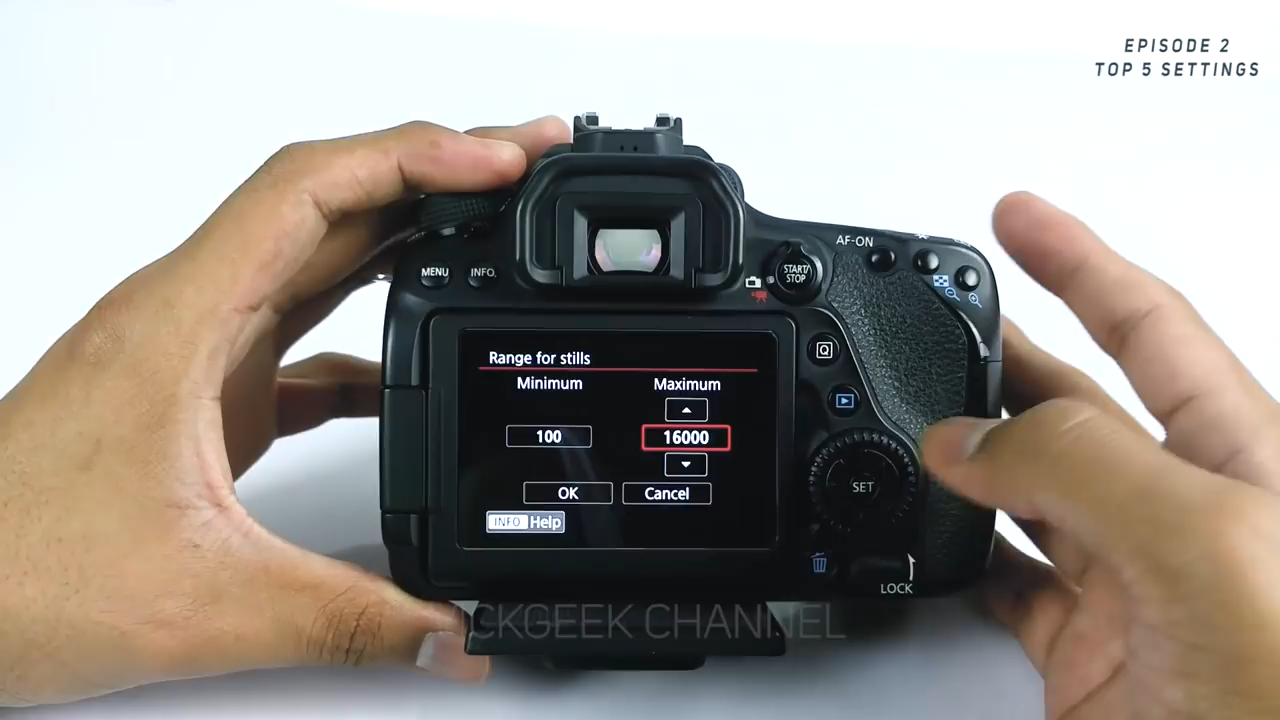 EPISODE 2
TOP 5 SETTINGS
AF-ON
MENU
INFO.
START/
STOP
Q
Range for stills
Minimum
Maximum
100
16000
OK
Cancel
INFO Help
SET
LOCK
CKGEEK CHANNEL